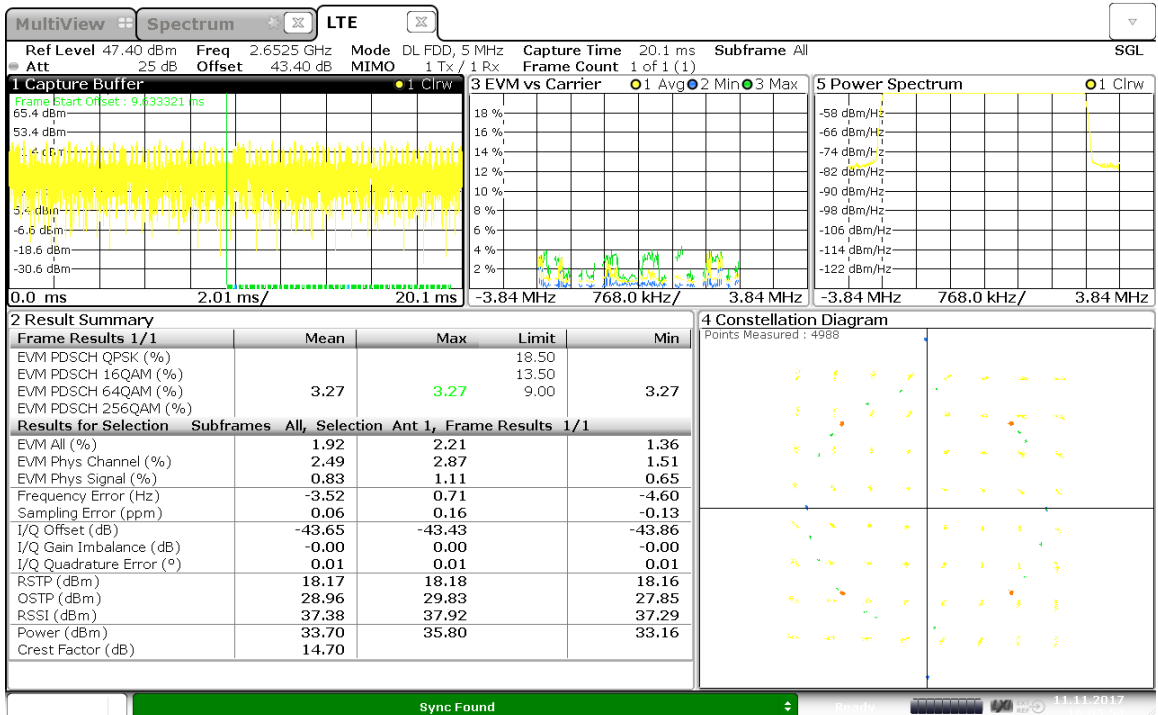 MultiView Spectrum LTE
Ref Level 47.40 dBm Freq 2.6525 GHz Mode DL FDD, 5 MHz Capture Time 20.1 ms Subframe All SGL
Att 25 dB Offset 43.40 dB MIMO 1 Tx / 1 Rx Frame Count 1 of 1 (1)
1 Capture Buffer 1 Clrw
Frame Start Offset : 9.633321 ms
65.4 dBm
53.4 dBm
5.4 dBm
-6.6 dBm
-18.6 dBm
-30.6 dBm
0.0 ms 2.01 ms/ 20.1 ms
3 EVM vs Carrier 1 Avg 2 Min 3 Max
18 %
16 %
14 %
12 %
10 %
8 %
6 %
4 %
2 %
-3.84 MHz 768.0 kHz/ 3.84 MHz
5 Power Spectrum 1 Clrw
-58 dBm/Hz
-66 dBm/Hz
-74 dBm/Hz
-82 dBm/Hz
-90 dBm/Hz
-98 dBm/Hz
-106 dBm/Hz
-114 dBm/Hz
-122 dBm/Hz
-3.84 MHz 768.0 kHz/ 3.84 MHz
2 Result Summary
Frame Results 1/1 Mean Max Limit Min
EVM PDSCH QPSK (%) 18.50
EVM PDSCH 16QAM (%) 13.50
EVM PDSCH 64QAM (%) 3.27 3.27 9.00 3.27
EVM PDSCH 256QAM (%)
Results for Selection Subframes All, Selection Ant 1, Frame Results 1/1
EVM All (%) 1.92 2.21 1.36
EVM Phys Channel (%) 2.49 2.87 1.51
EVM Phys Signal (%) 0.83 1.11 0.65
Frequency Error (Hz) -3.52 0.71 -4.60
Sampling Error (ppm) 0.06 0.16 -0.13
I/Q Offset (dB) -43.65 -43.43 -43.86
I/Q Gain Imbalance (dB) -0.00 0.00 -0.00
I/Q Quadrature Error (º) 0.01 0.01 0.01
RSTP (dBm) 18.17 18.18 18.16
OSTP (dBm) 28.96 29.83 27.85
RSSI (dBm) 37.38 37.92 37.29
Power (dBm) 33.70 35.80 33.16
Crest Factor (dB) 14.70
4 Constellation Diagram
Points Measured : 4988
Sync Found
Ready
11.11.2017